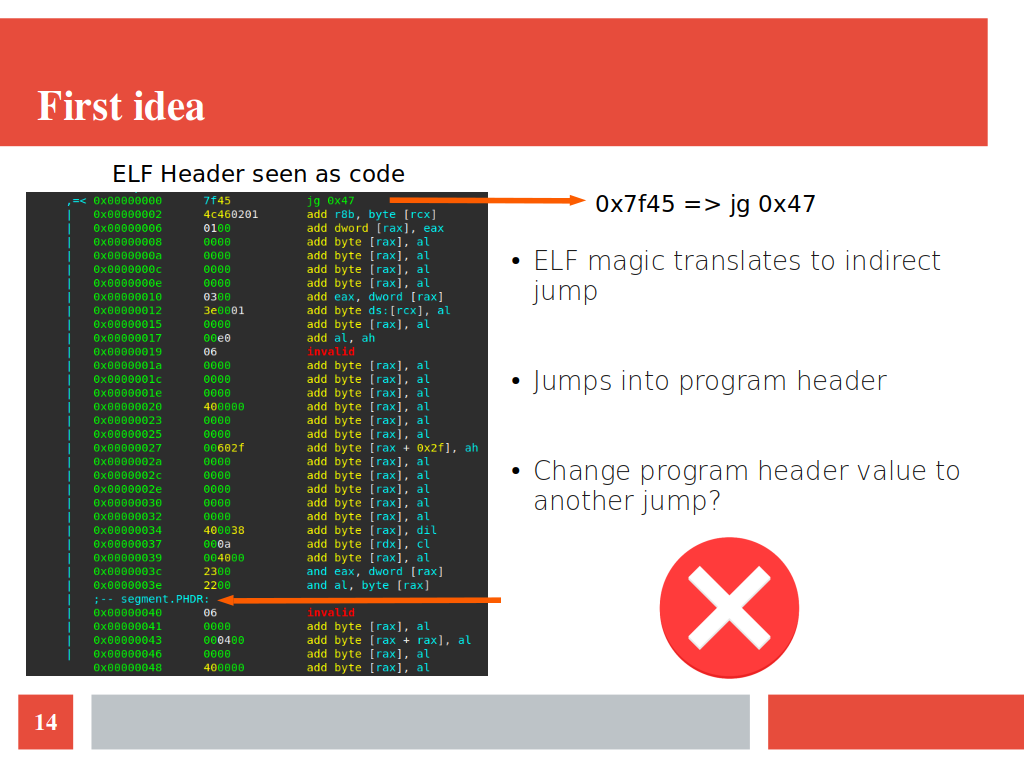 First idea
ELF Header seen as code
,=< 0x00000000 7f45 jg 0x47
| 0x00000002 4c460201 add r8b, byte [rcx]
| 0x00000006 0100 add dword [rax], eax
| 0x00000008 0000 add byte [rax], al
| 0x0000000a 0000 add byte [rax], al
| 0x0000000c 0000 add byte [rax], al
| 0x0000000e 0000 add byte [rax], al
| 0x00000010 0300 add eax, dword [rax]
| 0x00000012 3e0001 add byte ds:[rcx], al
| 0x00000015 0000 add byte [rax], al
| 0x00000017 00e0 add al, ah
| 0x00000019 06 invalid
| 0x0000001a 0000 add byte [rax], al
| 0x0000001c 0000 add byte [rax], al
| 0x0000001e 0000 add byte [rax], al
| 0x00000020 400000 add byte [rax], al
| 0x00000023 0000 add byte [rax], al
| 0x00000025 0000 add byte [rax], al
| 0x00000027 00602f add byte [rax + 0x2f], ah
| 0x0000002a 0000 add byte [rax], al
| 0x0000002c 0000 add byte [rax], al
| 0x0000002e 0000 add byte [rax], al
| 0x00000030 0000 add byte [rax], al
| 0x00000032 0000 add byte [rax], al
| 0x00000034 400038 add byte [rax], dil
| 0x00000037 000a add byte [rdx], cl
| 0x00000039 004000 add byte [rax], al
| 0x0000003c 2300 and eax, dword [rax]
| 0x0000003e 2200 and al, byte [rax]
| ;-- segment.PHDR:
| 0x00000040 06 invalid
| 0x00000041 0000 add byte [rax], al
| 0x00000043 000400 add byte [rax + rax], al
| 0x00000046 0000 add byte [rax], al
0x00000048 400000 add byte [rax], al
0x7f45 => jg 0x47
• ELF magic translates to indirect
jump
• Jumps into program header
• Change program header value to
another jump?
14